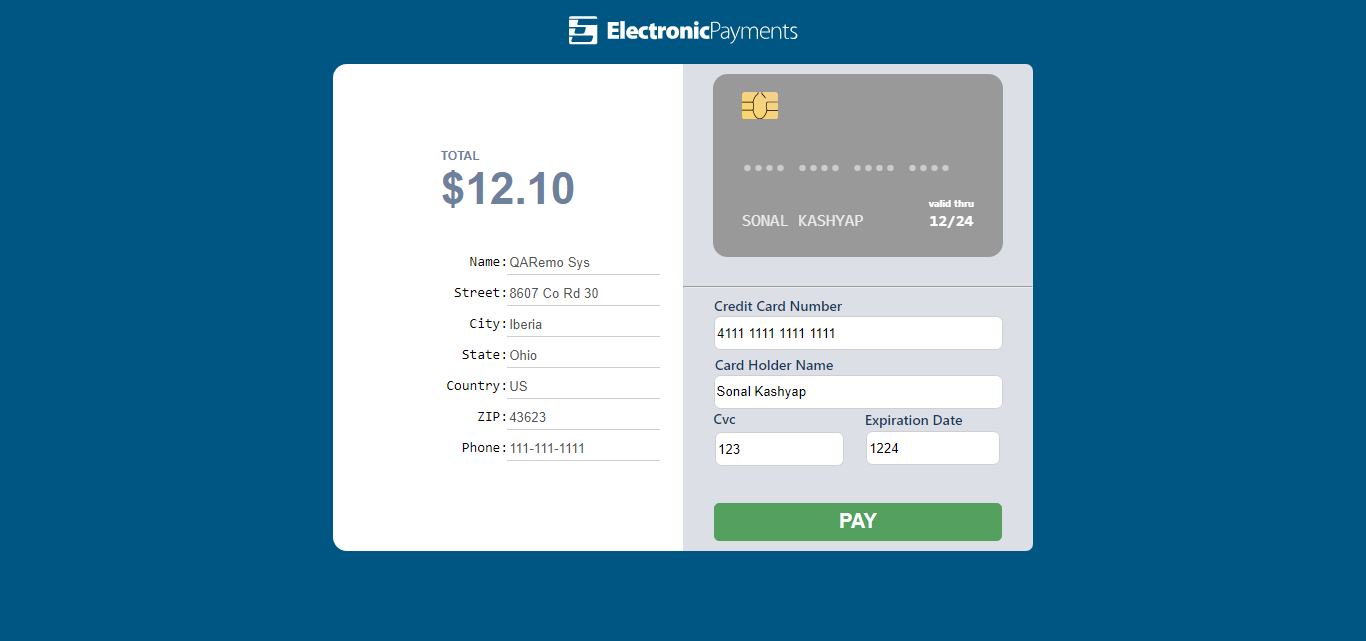 ElectronicPayments
TOTAL
$12.10
Name: QARemo Sys
Street: 8607 Co Rd 30
City: Iberia
State: Ohio
Country: US
ZIP: 43623
Phone: 111-111-1111
•••• •••• •••• ••••
valid thru
SONAL KASHYAP 12/24
Credit Card Number
4111 1111 1111 1111
Card Holder Name
Sonal Kashyap
Cvc Expiration Date
123 1224
PAY